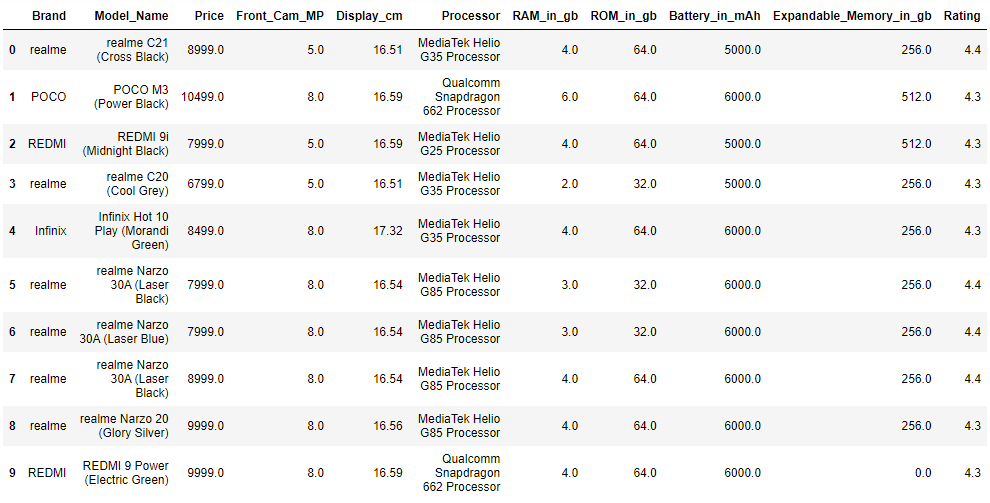 Brand Model_Name Price Front_Cam_MP Display_cm Processor RAM_in_gb ROM_in_gb Battery_in_mAh Expandable_Memory_in_gb Rating
0 realme realme C21 (Cross Black) 8999.0 5.0 16.51 MediaTek Helio G35 Processor 4.0 64.0 5000.0 256.0 4.4
1 POCO POCO M3 (Power Black) 10499.0 8.0 16.59 Qualcomm Snapdragon 662 Processor 6.0 64.0 6000.0 512.0 4.3
2 REDMI REDMI 9i (Midnight Black) 7999.0 5.0 16.59 MediaTek Helio G25 Processor 4.0 64.0 5000.0 512.0 4.3
3 realme realme C20 (Cool Grey) 6799.0 5.0 16.51 MediaTek Helio G35 Processor 2.0 32.0 5000.0 256.0 4.3
4 Infinix Infinix Hot 10 Play (Morandi Green) 8499.0 8.0 17.32 MediaTek Helio G35 Processor 4.0 64.0 6000.0 256.0 4.3
5 realme realme Narzo 30A (Laser Black) 7999.0 8.0 16.54 MediaTek Helio G85 Processor 3.0 32.0 6000.0 256.0 4.4
6 realme realme Narzo 30A (Laser Blue) 7999.0 8.0 16.54 MediaTek Helio G85 Processor 3.0 32.0 6000.0 256.0 4.4
7 realme realme Narzo 30A (Laser Black) 8999.0 8.0 16.54 MediaTek Helio G85 Processor 4.0 64.0 6000.0 256.0 4.4
8 realme realme Narzo 20 (Glory Silver) 9999.0 8.0 16.56 MediaTek Helio G85 Processor 4.0 64.0 6000.0 256.0 4.3
9 REDMI REDMI 9 Power (Electric Green) 9999.0 8.0 16.59 Qualcomm Snapdragon 662 Processor 4.0 64.0 6000.0 0.0 4.3